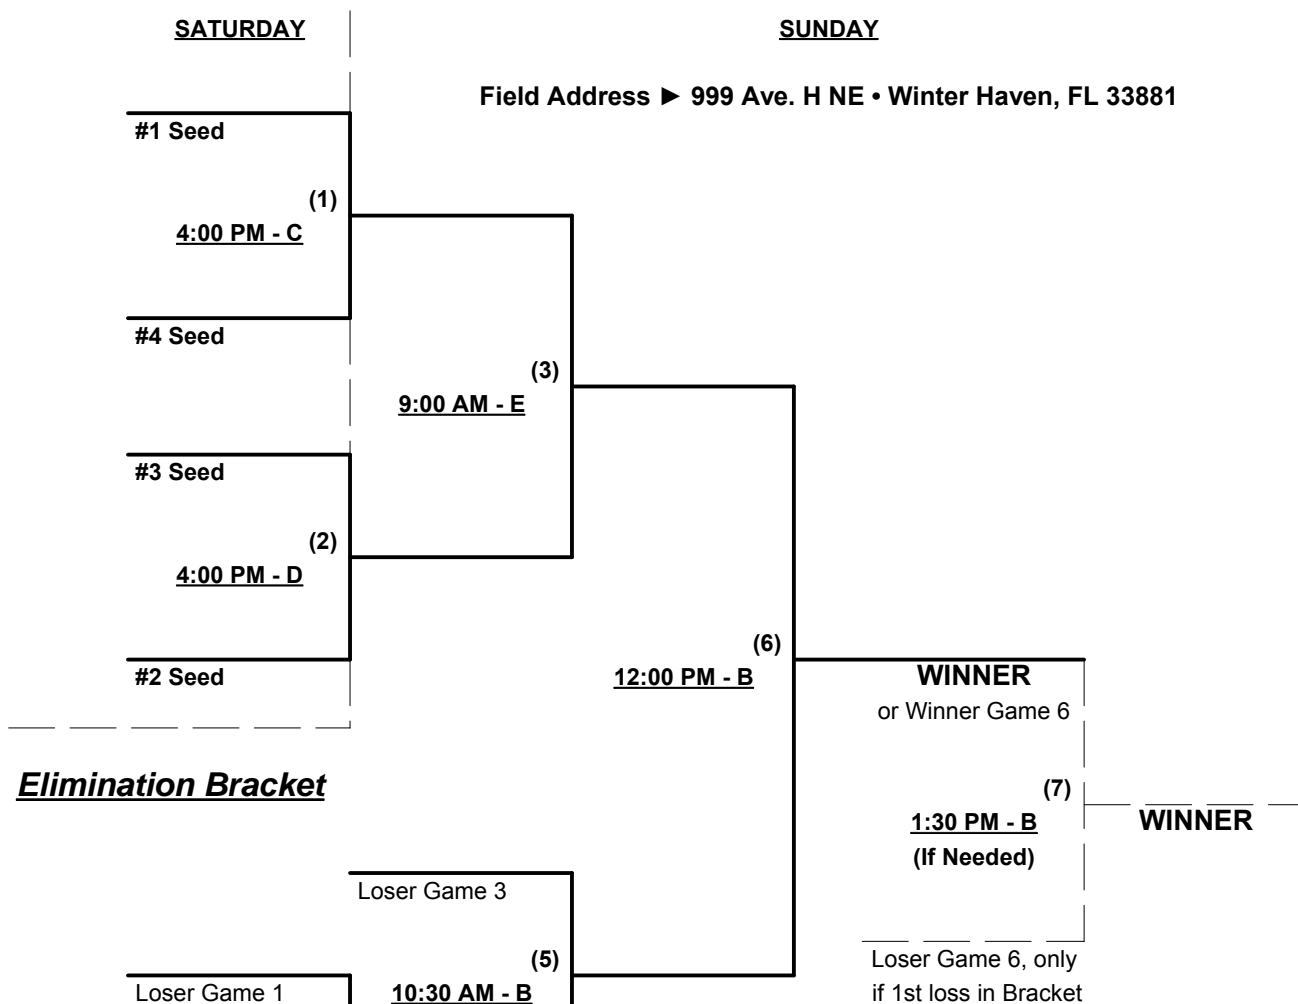 SATURDAY
SUNDAY
Field Address ► 999 Ave. H NE • Winter Haven, FL 33881
#1 Seed
(1)
4:00 PM - C
#4 Seed
(3)
9:00 AM - E
#3 Seed
(2)
4:00 PM - D
#2 Seed
(6)
12:00 PM - B
WINNER
or Winner Game 6
Elimination Bracket
(7)
1:30 PM - B
(If Needed)
WINNER
Loser Game 3
(5)
10:30 AM - B
Loser Game 1
Loser Game 6, only
if 1st loss in Bracket